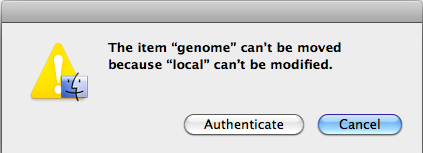 The item “genome” can’t be moved
because “local” can’t be modified.
Authenticate
Cancel